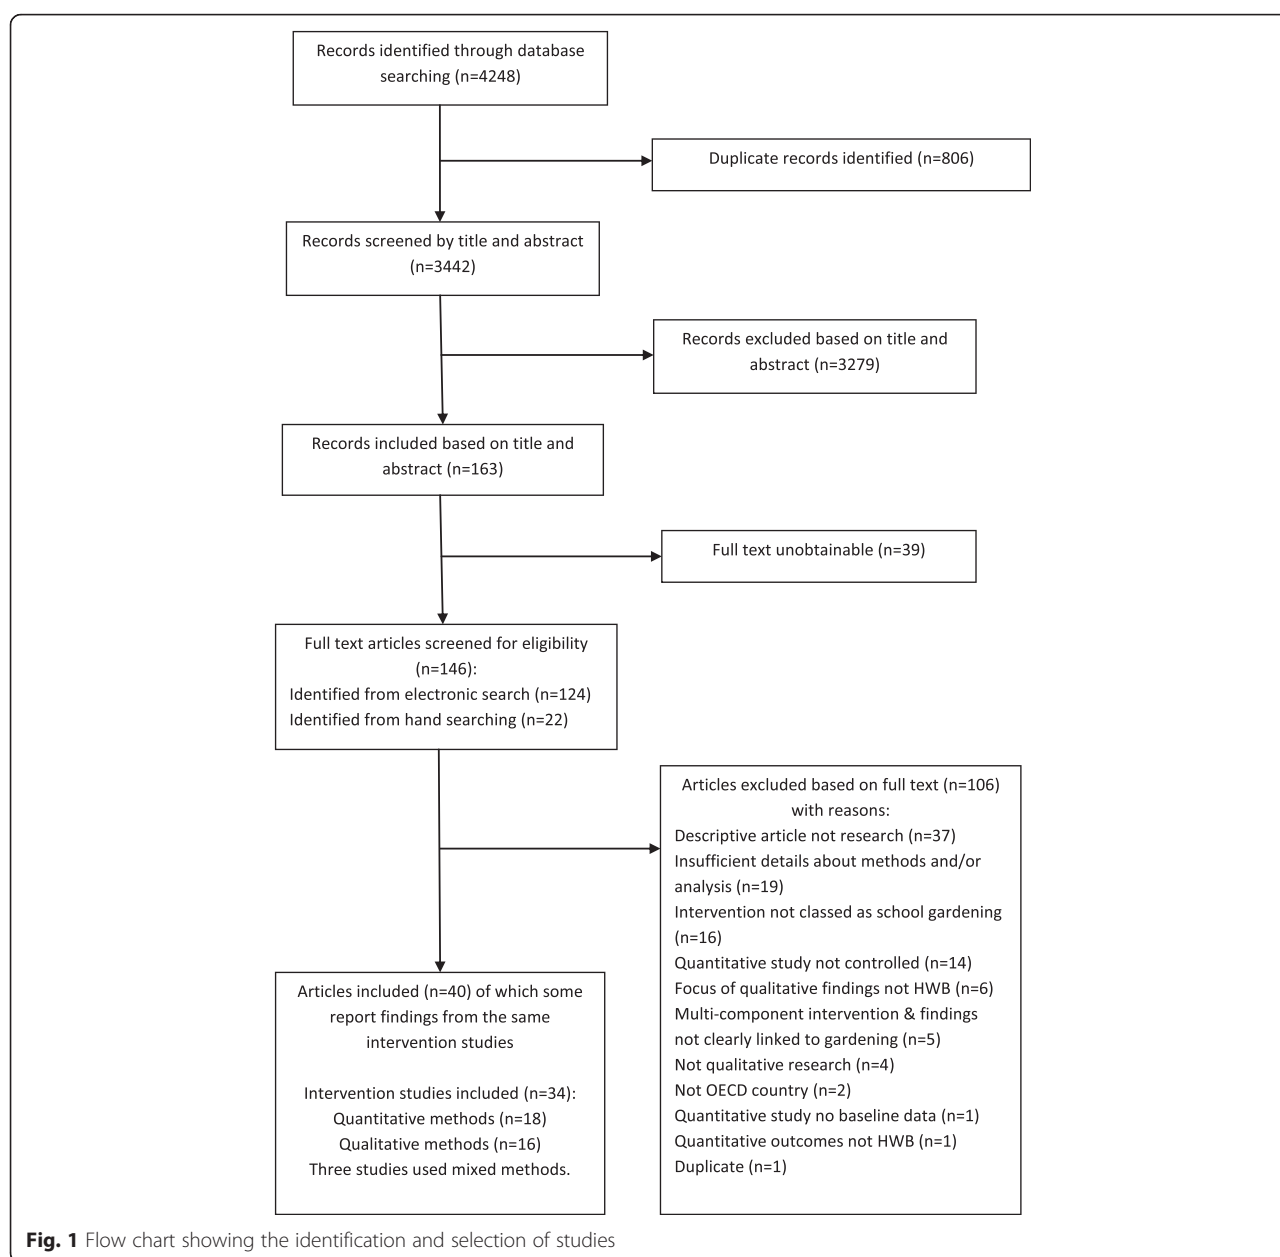 Records identified through database
searching (n=4248)
Duplicate records identified (n=806)
Records screened by title and abstract
(n=3442)
Records excluded based on title and
abstract (n=3279)
Records included based on title and
abstract (n=163)
Full text unobtainable (n=39)
Full text articles screened for eligibility
(n=146):
Identified from electronic search (n=124)
Identified from hand searching (n=22)
Articles excluded based on full text (n=106)
with reasons:
Descriptive article not research (n=37)
Insufficient details about methods and/or
analysis (n=19)
Intervention not classed as school gardening
(n=16)
Quantitative study not controlled (n=14)
Focus of qualitative findings not HWB (n=6)
Multi-component intervention & findings
not clearly linked to gardening (n=5)
Not qualitative research (n=4)
Not OECD country (n=2)
Quantitative study no baseline data (n=1)
Quantitative outcomes not HWB (n=1)
Duplicate (n=1)
Articles included (n=40) of which some
report findings from the same
intervention studies
Intervention studies included (n=34):
Quantitative methods (n=18)
Qualitative methods (n=16)
Three studies used mixed methods.
Fig. 1 Flow chart showing the identification and selection of studies